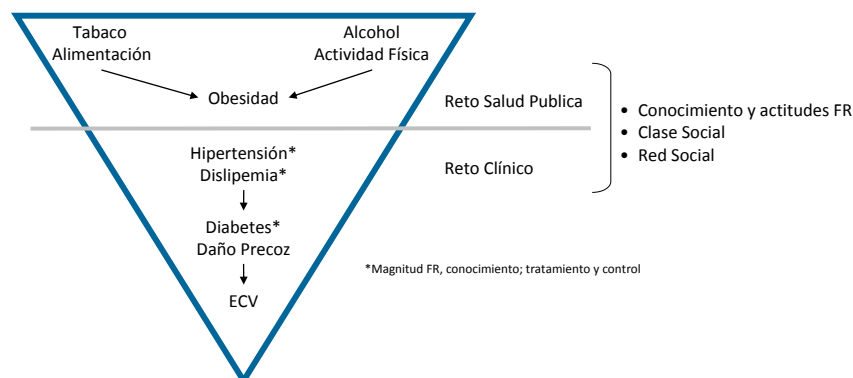 Tabaco
Alimentación
Alcohol
Actividad Física
Obesidad
Reto Salud Publica
• Conocimiento y actitudes FR
• Clase Social
• Red Social
Hipertensión*
Dislipemia*
Reto Clínico
Diabetes*
Daño Precoz
*Magnitud FR, conocimiento; tratamiento y control
ECV